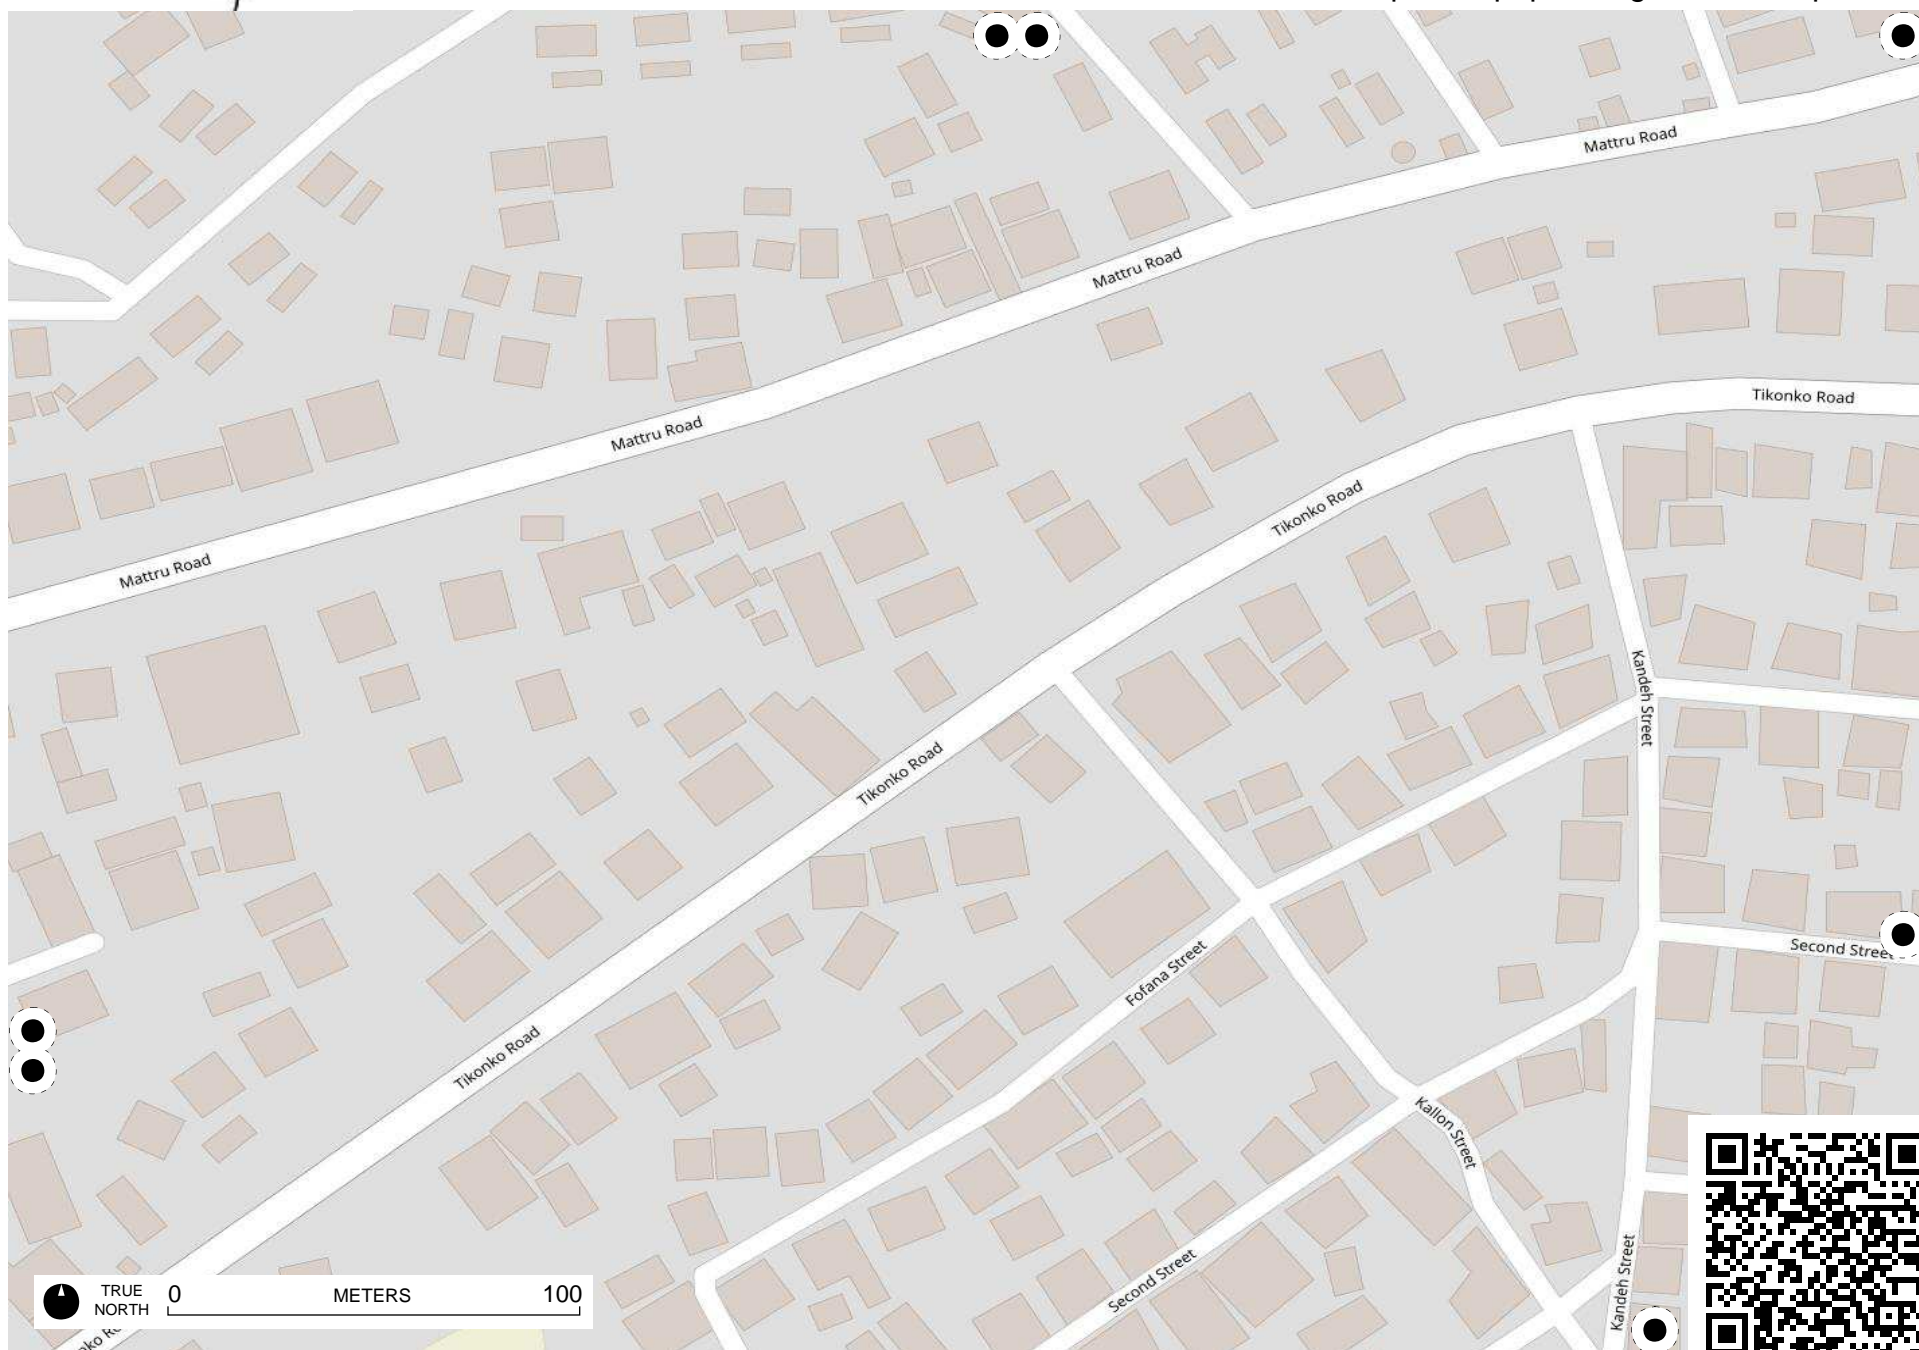 Mattru Road
Mattru Road
Tikonko Road
Mattru Road
Tikonko Road
Mattru Road
Kandeh Street
Tikonko Road
Second Street
Fofana Street
Tikonko Road
Kallon Street
Second Street
Kandeh Street
TRUE
NORTH
0 METERS 100